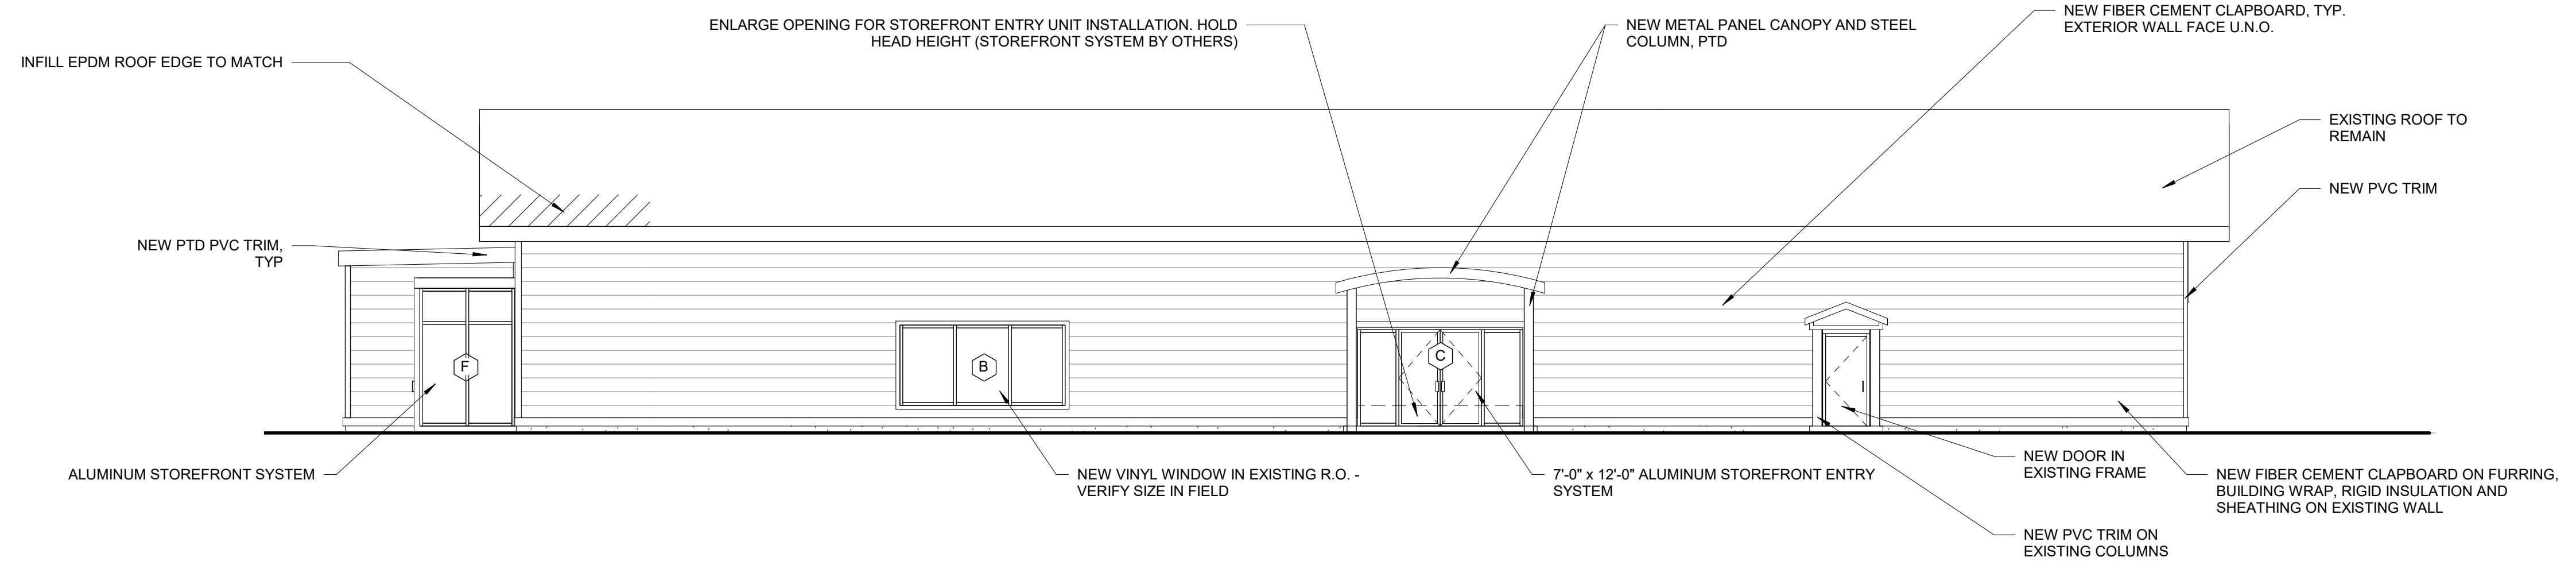 ENLARGE OPENING FOR STOREFRONT ENTRY UNIT INSTALLATION. HOLD
HEAD HEIGHT (STOREFRONT SYSTEM BY OTHERS)
NEW METAL PANEL CANOPY AND STEEL
COLUMN, PTD
NEW FIBER CEMENT CLAPBOARD, TYP.
EXTERIOR WALL FACE U.N.O.
INFILL EPDM ROOF EDGE TO MATCH
EXISTING ROOF TO
REMAIN
NEW PVC TRIM
NEW PTD PVC TRIM,
TYP
F
B
C
ALUMINUM STOREFRONT SYSTEM
NEW VINYL WINDOW IN EXISTING R.O. -
VERIFY SIZE IN FIELD
7'-0" x 12'-0" ALUMINUM STOREFRONT ENTRY
SYSTEM
NEW DOOR IN
EXISTING FRAME
NEW FIBER CEMENT CLAPBOARD ON FURRING,
BUILDING WRAP, RIGID INSULATION AND
SHEATHING ON EXISTING WALL
NEW PVC TRIM ON
EXISTING COLUMNS